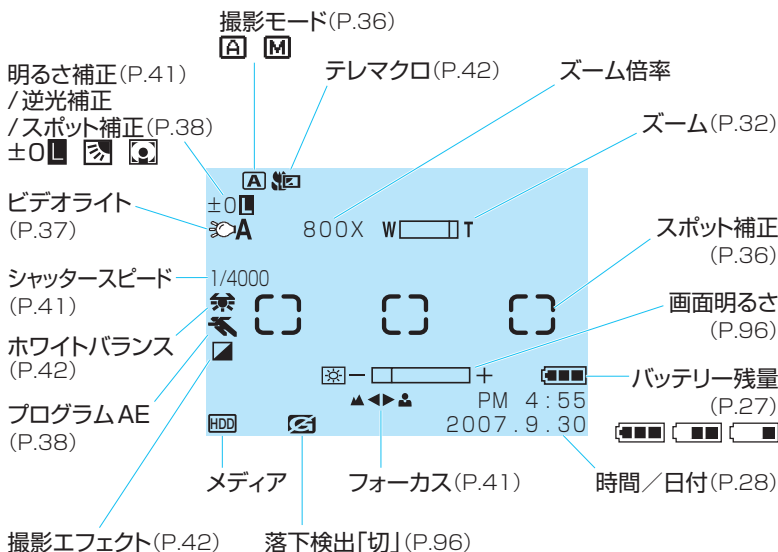 撮影モード(P.36)
A M
明るさ補正(P.41)
/逆光補正
/スポット補正(P.38)
±0L
テレマクロ(P.42)
ズーム倍率
ズーム(P.32)
A
±0L
A
800X W T
ビデオライト
(P.37)
シャッタースピード
(P.41)
1/4000
スポット補正
(P.36)
画面明るさ
(P.96)
ホワイトバランス
(P.42)
プログラムAE
(P.38)
− +
バッテリー残量
(P.27)
PM 4:55
2007.9.30
HDD
メディア
フォーカス(P.41)
時間／日付(P.28)
撮影エフェクト(P.42)
落下検出「切」(P.96)